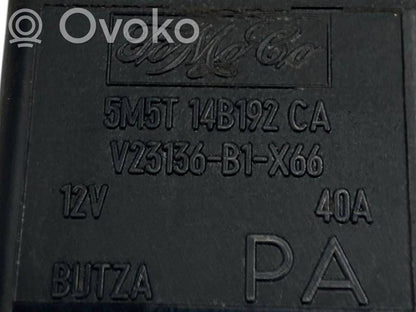 Ovoko
FoMoCo
5M5T 14B192 CA
V23136-B1-X66
12V 40A
BUTZA PA